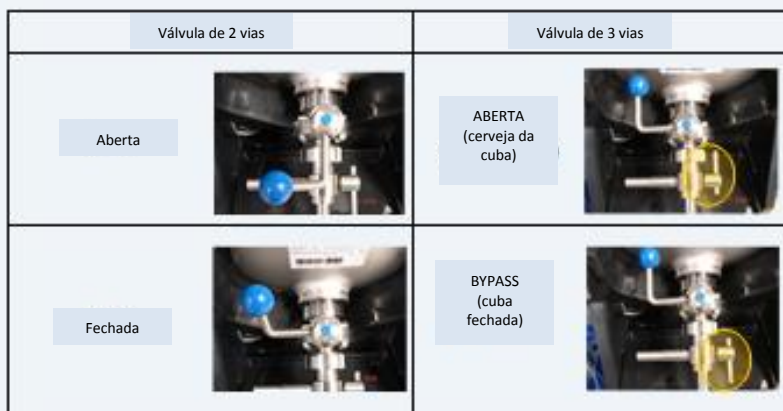 Válvula de 2 vias
Válvula de 3 vias
Aberta
ABERTA
(cerveja da
cuba)
Fechada
BYPASS
(cuba
fechada)